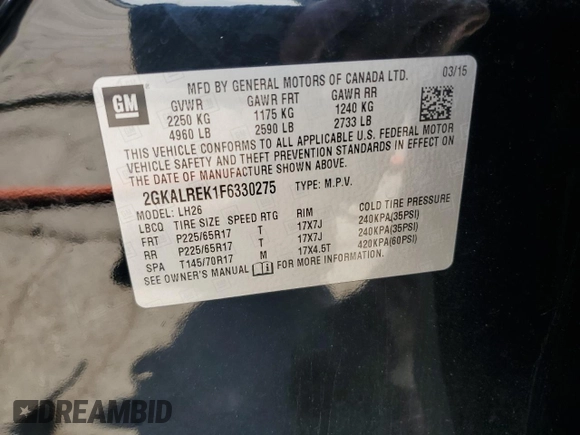 GM
MFD BY GENERAL MOTORS OF CANADA LTD. 03/15
GVWR GAWR FRT GAWR RR
2250 KG 1175 KG 1240 KG
4960 LB 2590 LB 2733 LB
THIS VEHICLE CONFORMS TO ALL APPLICABLE U.S. FEDERAL MOTOR
VEHICLE SAFETY AND THEFT PREVENTION STANDARDS IN EFFECT ON
THE DATE OF MANUFACTURE SHOWN ABOVE.
2GKALREK1F6330275 TYPE: M.P.V.
MODEL: LH26
LBCQ TIRE SIZE SPEED RTG RIM COLD TIRE PRESSURE
FRT P225/65R17 T 17X7J 240KPA(35PSI)
RR P225/65R17 T 17X7J 240KPA(35PSI)
SPA T145/70R17 M 17X4.5T 420KPA(60PSI)
SEE OWNER'S MANUAL FOR MORE INFORMATION.
DREAMBID